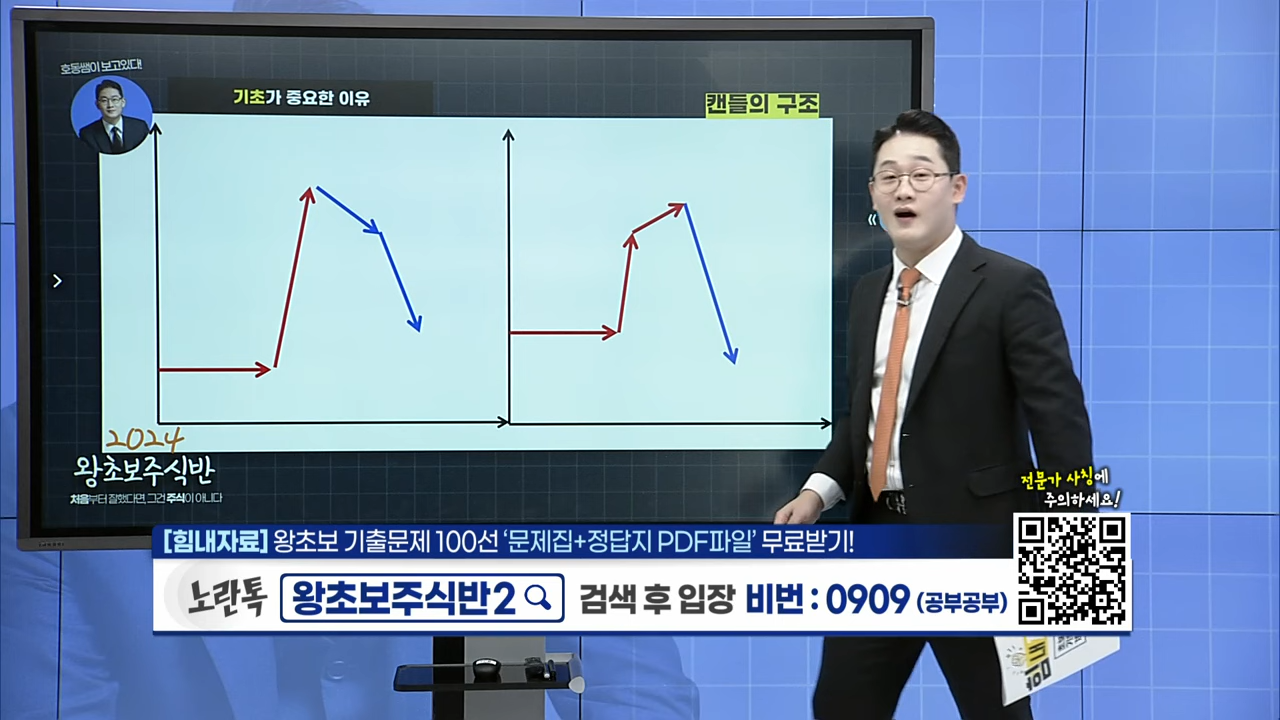 호동쌤이 보고있다!
기초가 중요한 이유
캔들의 구조
2024
왕초보주식반
처음부터 잘했다면, 그건 주식이 아니다
전문가 사칭에
주의하세요!
[힘내자료] 왕초보 기출문제 100선 '문제집+정답지 PDF파일' 무료받기!
노란톡 왕초보주식반2 검색 후 입장 비번 : 0909 (공부공부)